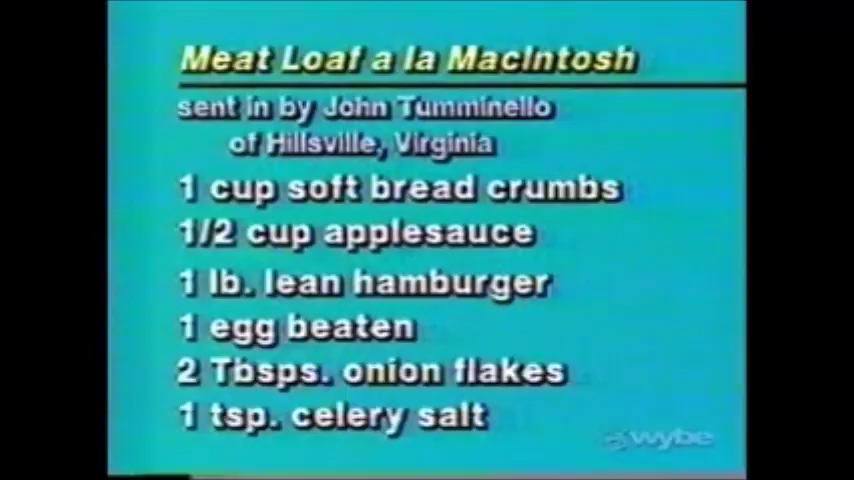 Meat Loaf a la MacIntosh
sent in by John Tumminello
of Hillsville, Virginia
1 cup soft bread crumbs
1/2 cup applesauce
1 lb. lean hamburger
1 egg beaten
2 Tbsps. onion flakes
1 tsp. celery salt
wybe